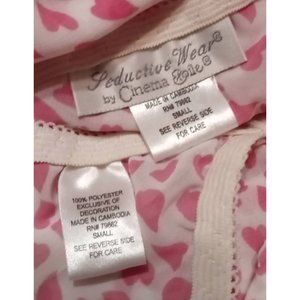 Seductive Wear®
by Cinema Etoile®
MADE IN CAMBODIA
RN# 79662
SMALL
SEE REVERSE SIDE
FOR CARE
100% POLYESTER
EXCLUSIVE OF
DECORATION
MADE IN CAMBODIA
RN# 79662
SMALL
SEE REVERSE SIDE
FOR CARE